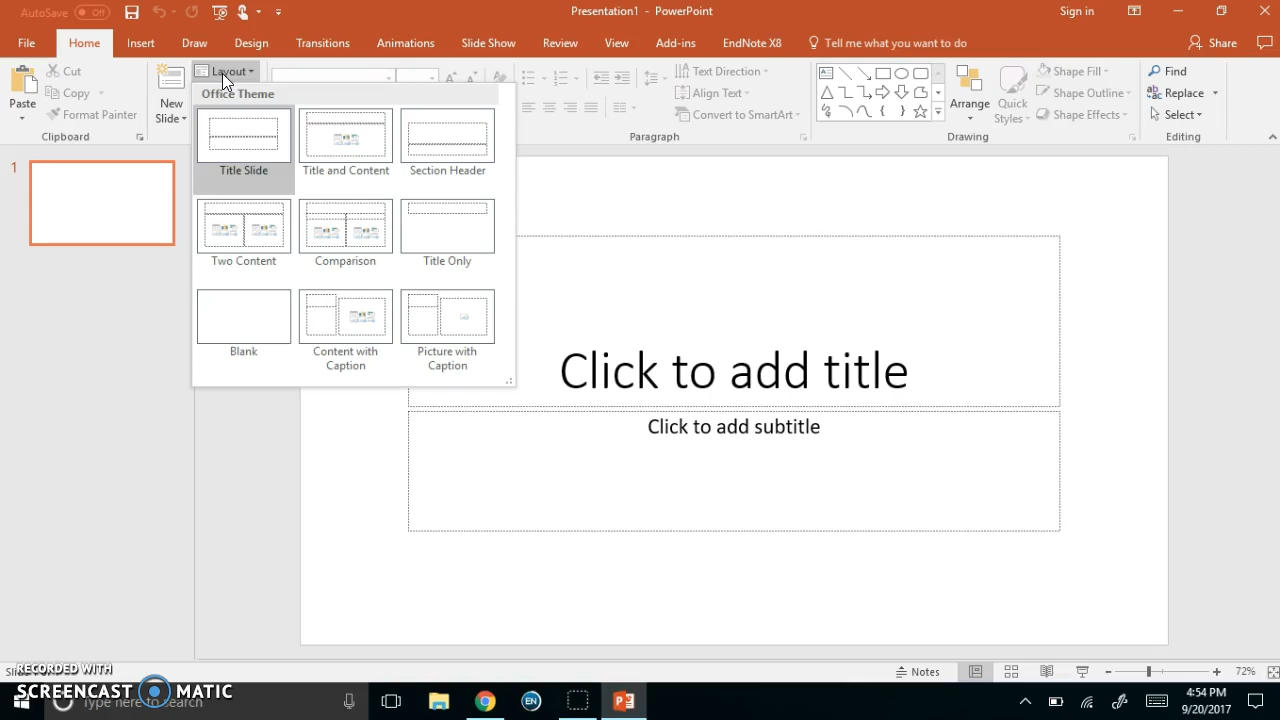 AutoSave Off Presentation1 - PowerPoint Sign in
File Home Insert Draw Design Transitions Animations Slide Show Review View Add-ins EndNote X8 Tell me what you want to do Share
Cut Layout Text Direction Shape Fill Find
Copy Align Text Shape Outline Replace
Paste Format Painter New Slide Convert to SmartArt Arrange Quick Styles Shape Effects Select
Clipboard Paragraph Drawing Editing
Office Theme
Title Slide Title and Content Section Header
Two Content Comparison Title Only
Blank Content with Caption Picture with Caption
1
Click to add title
Click to add subtitle
Notes 72%
RECORDED WITH
SCREENCAST MATIC
Type here to search
EN
4:54 PM
9/20/2017